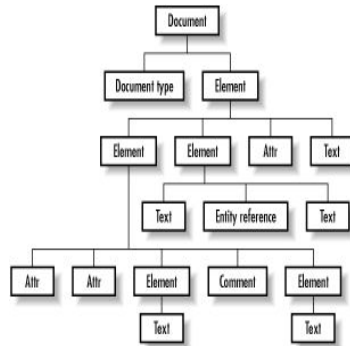 Document
Document type Element
Element Element Attr Text
Text Entity reference Text
Attr Attr Element Comment Element
Text Text